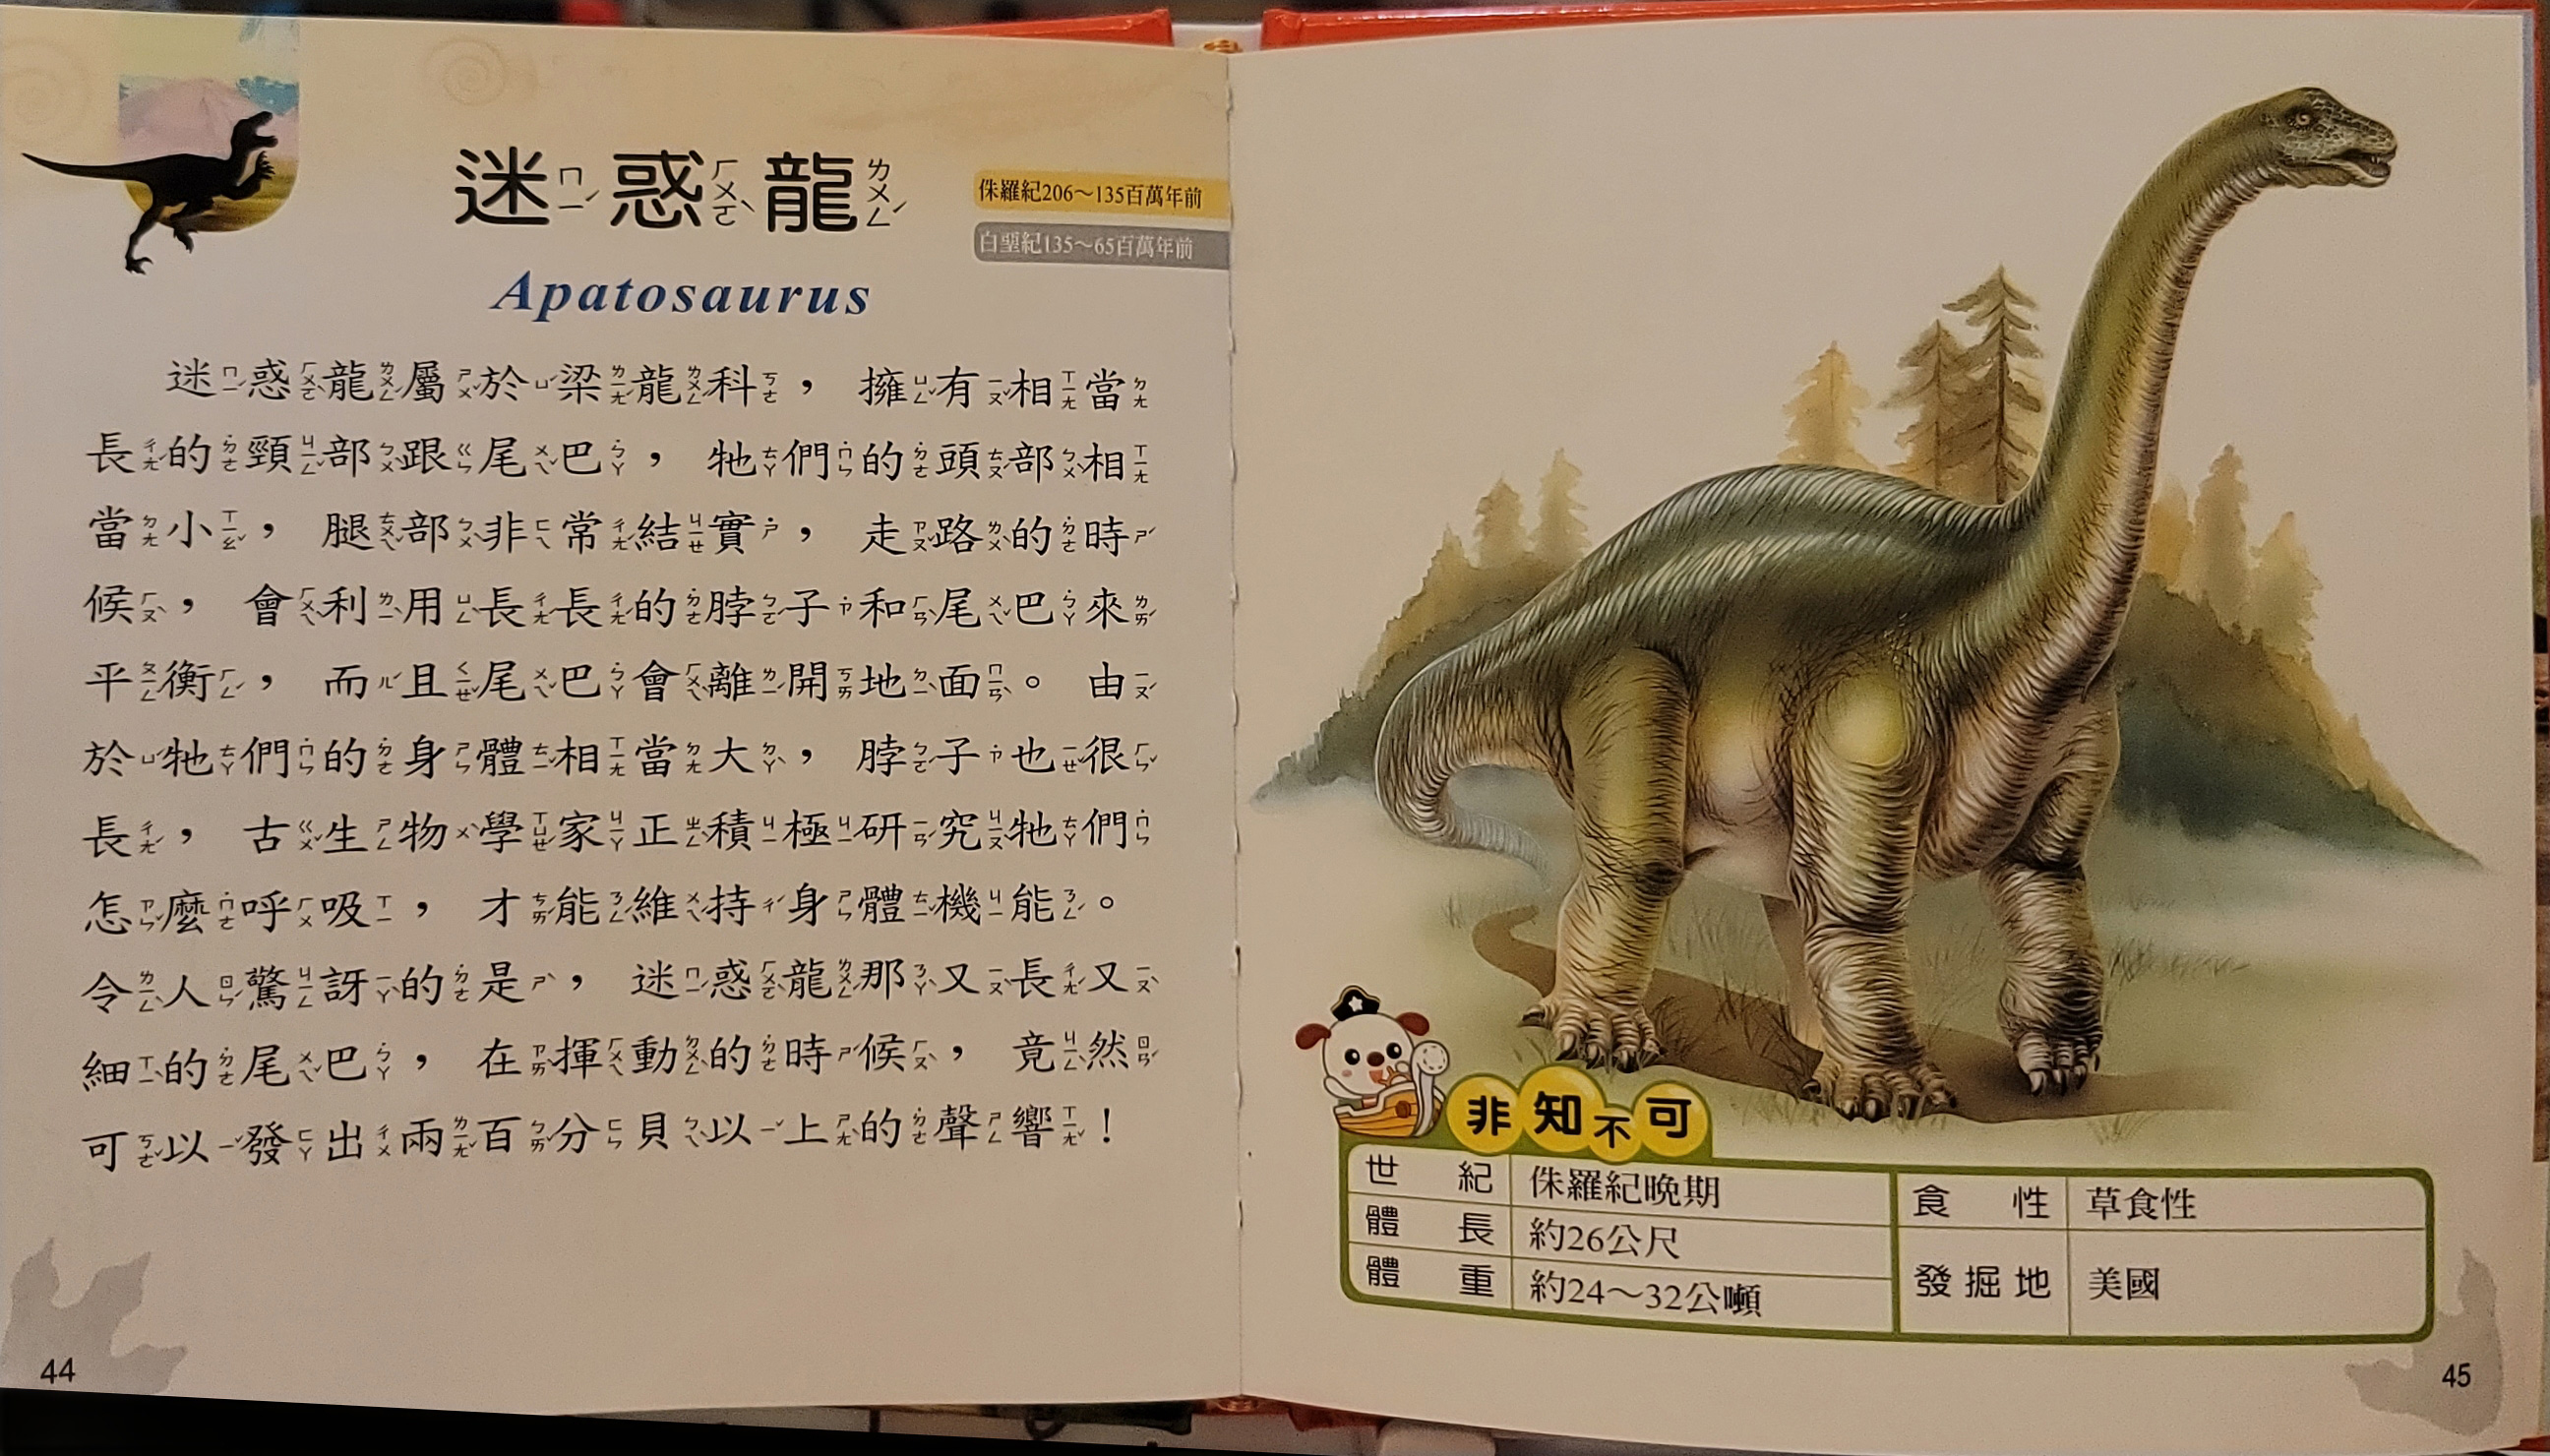 迷惑龍
侏羅紀206～135百萬年前
白堊紀135～65百萬年前
Apatosaurus
迷惑龍屬於梁龍科，擁有相當
長的頸部跟尾巴，牠們的頭部相
當小，腿部非常結實，走路的時
候，會利用長長的脖子和尾巴來
平衡，而且尾巴會離開地面。由
於牠們的身體相當大，脖子也很
長，古生物學家正積極研究牠們
怎麼呼吸，才能維持身體機能。
令人驚訝的是，迷惑龍那又長又
細的尾巴，在揮動的時候，竟然
可以發出兩百分貝以上的聲響！
44
非知不可
世紀 侏羅紀晚期
體長 約26公尺
體重 約24～32公噸
食性 草食性
發掘地 美國
45